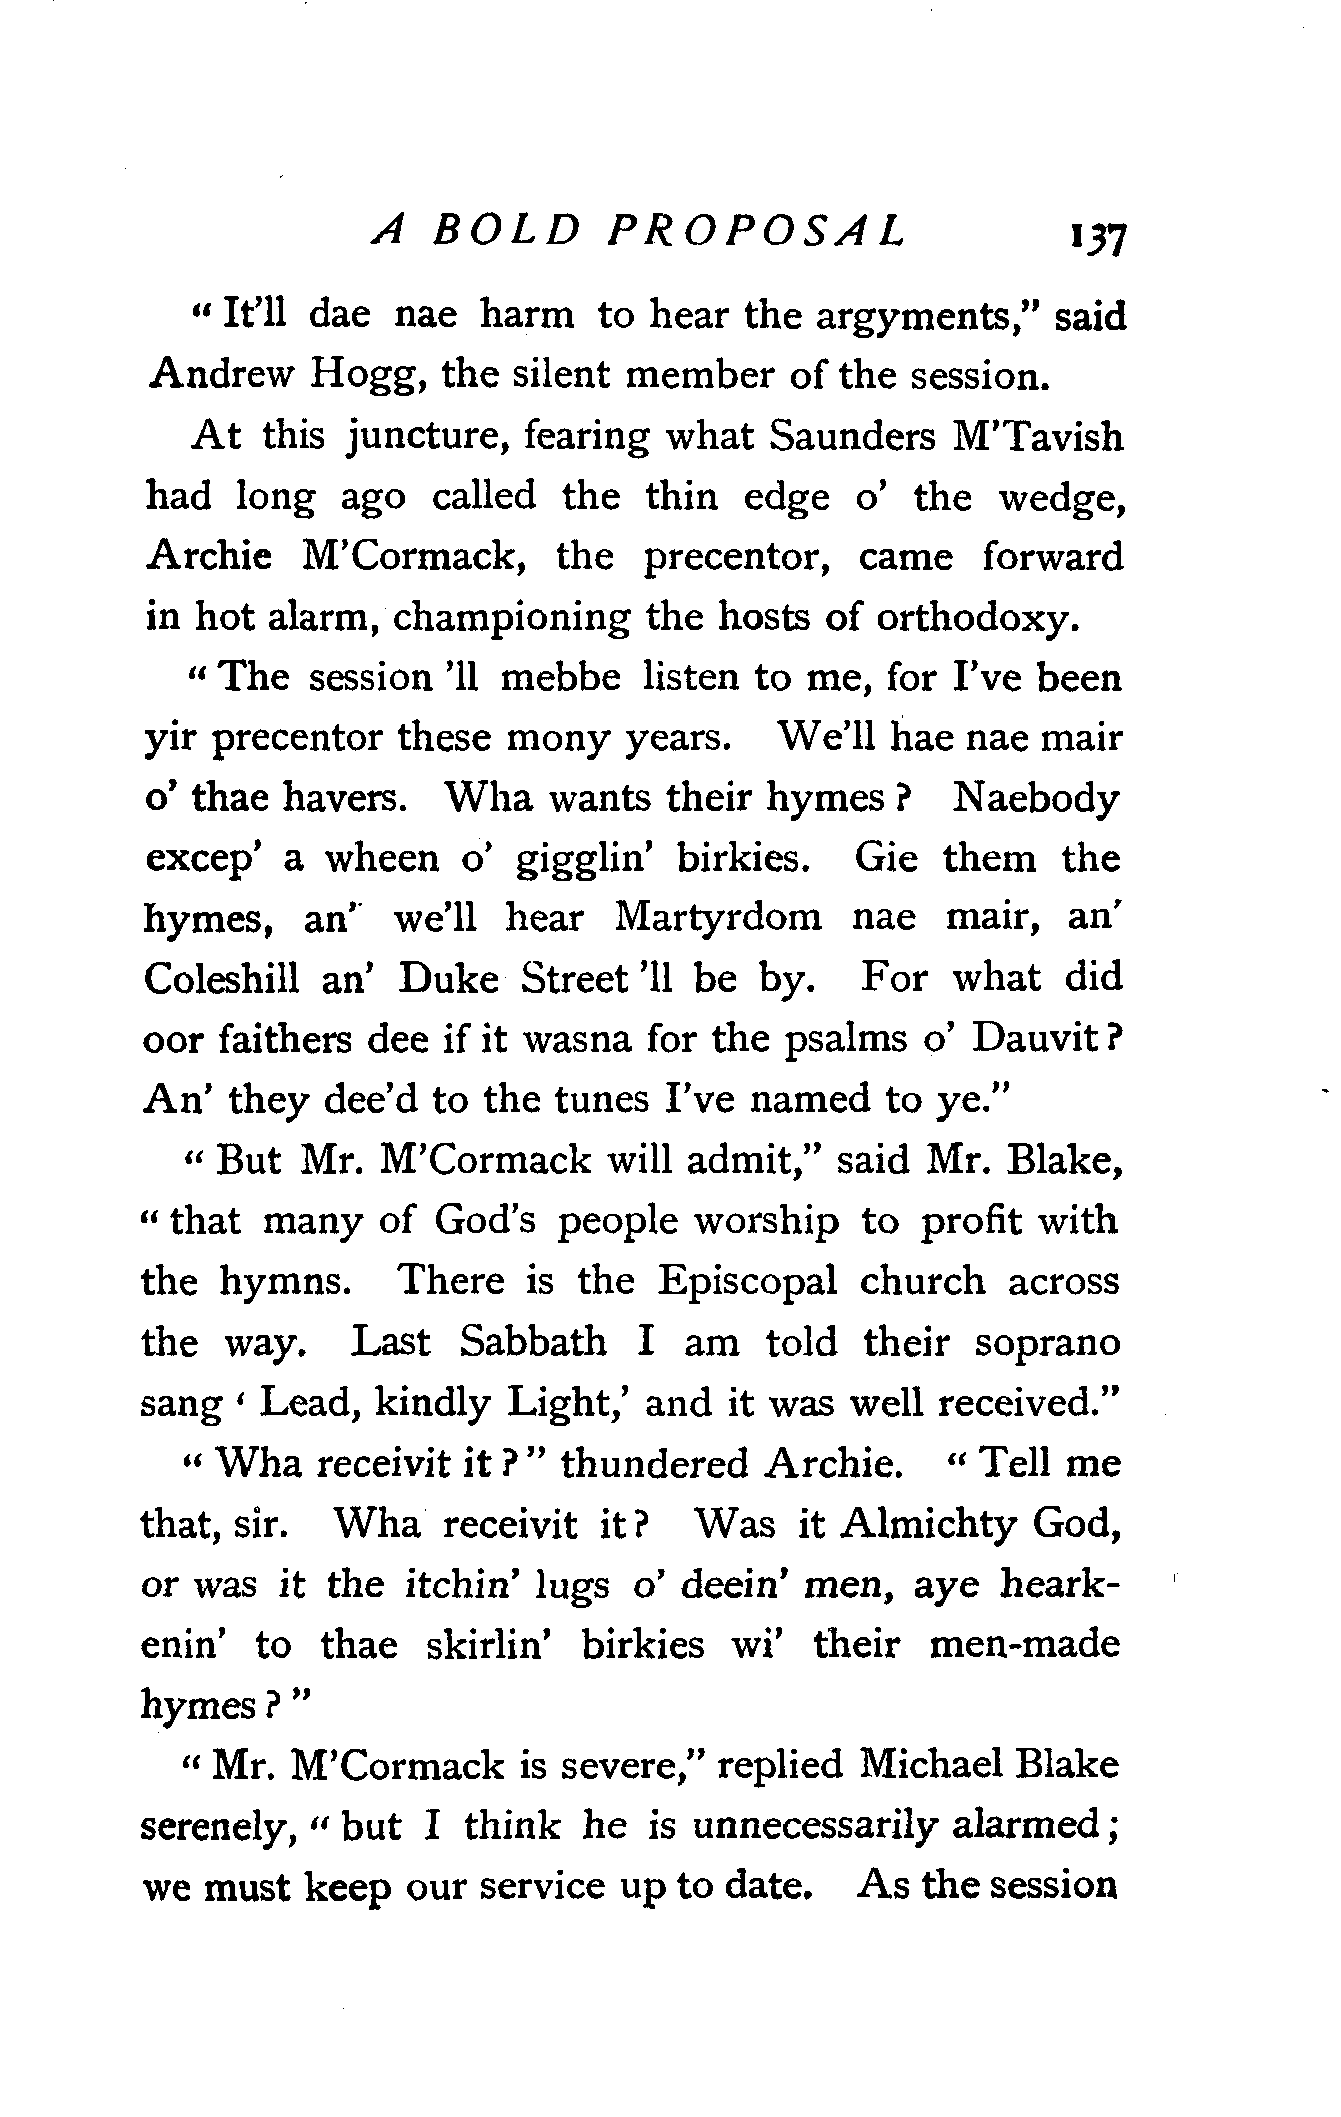 A BOLD PROPOSAL 137
“ It’ll dae nae harm to hear the argyments,” said
Andrew Hogg, the silent member of the session.
At this juncture, fearing what Saunders M’Tavish
had long ago called the thin edge o’ the wedge,
Archie M’Cormack, the precentor, came forward
in hot alarm, championing the hosts of orthodoxy.
“ The session ’ll mebbe listen to me, for I’ve been
yir precentor these mony years. We’ll hae nae mair
o’ thae havers. Wha wants their hymes ? Naebody
excep’ a wheen o’ gigglin’ birkies. Gie them the
hymes, an’ we’ll hear Martyrdom nae mair, an’
Coleshill an’ Duke Street ’ll be by. For what did
oor faithers dee if it wasna for the psalms o’ Dauvit ?
An’ they dee’d to the tunes I’ve named to ye.”
“ But Mr. M’Cormack will admit,” said Mr. Blake,
“ that many of God’s people worship to profit with
the hymns. There is the Episcopal church across
the way. Last Sabbath I am told their soprano
sang ‘ Lead, kindly Light,’ and it was well received.”
“ Wha receivit it ? ” thundered Archie. “ Tell me
that, sir. Wha receivit it ? Was it Almichty God,
or was it the itchin’ lugs o’ deein’ men, aye heark-
enin’ to thae skirlin’ birkies wi’ their men-made
hymes ? ”
“ Mr. M’Cormack is severe,” replied Michael Blake
serenely, “ but I think he is unnecessarily alarmed ;
we must keep our service up to date. As the session